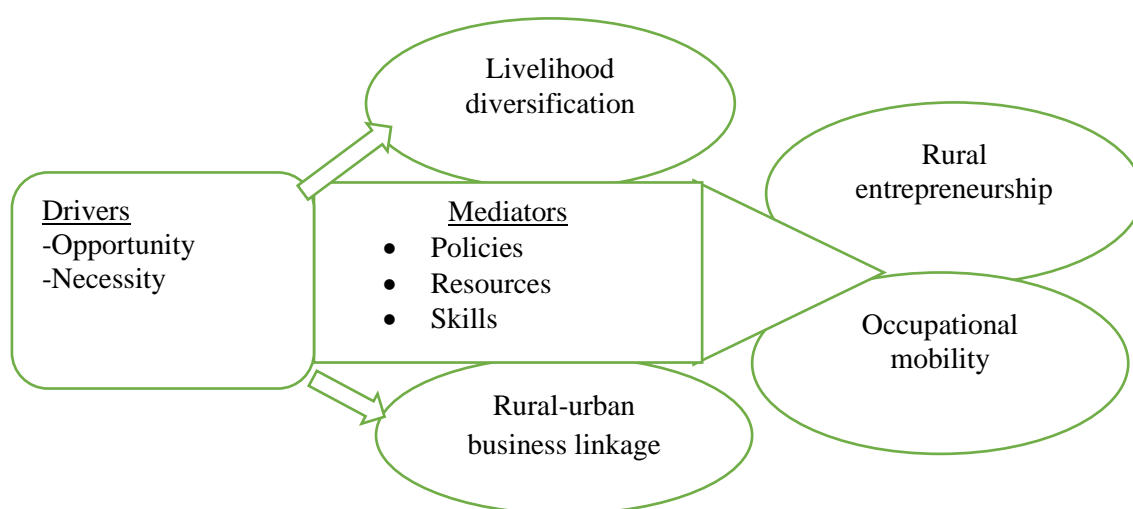 Livelihood
diversification
Rural
entrepreneurship
Drivers
-Opportunity
-Necessity
Mediators
• Policies
• Resources
• Skills
Occupational
mobility
Rural-urban
business linkage